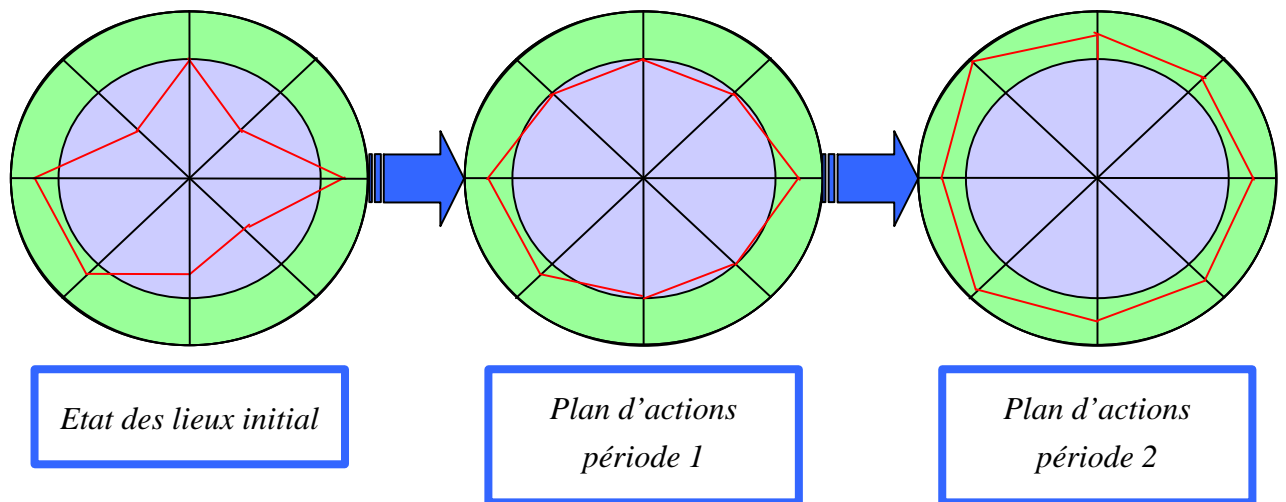 Etat des lieux initial
Plan d’actions
période 1
Plan d’actions
période 2